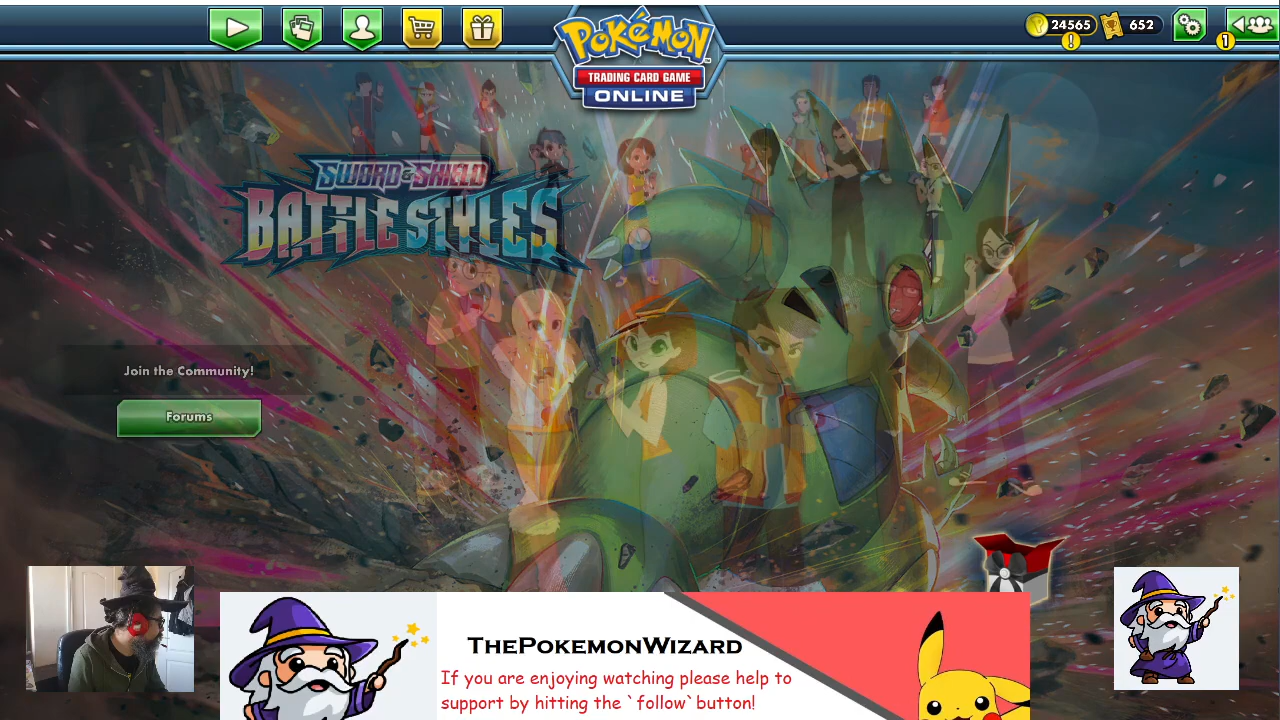 POKéMON
TRADING CARD GAME
ONLINE
24565
652
!
1
SWORD & SHIELD
BATTLE STYLES
Join the Community!
Forums
THEPOKEMONWIZARD
If you are enjoying watching please help to
support by hitting the `follow`button!